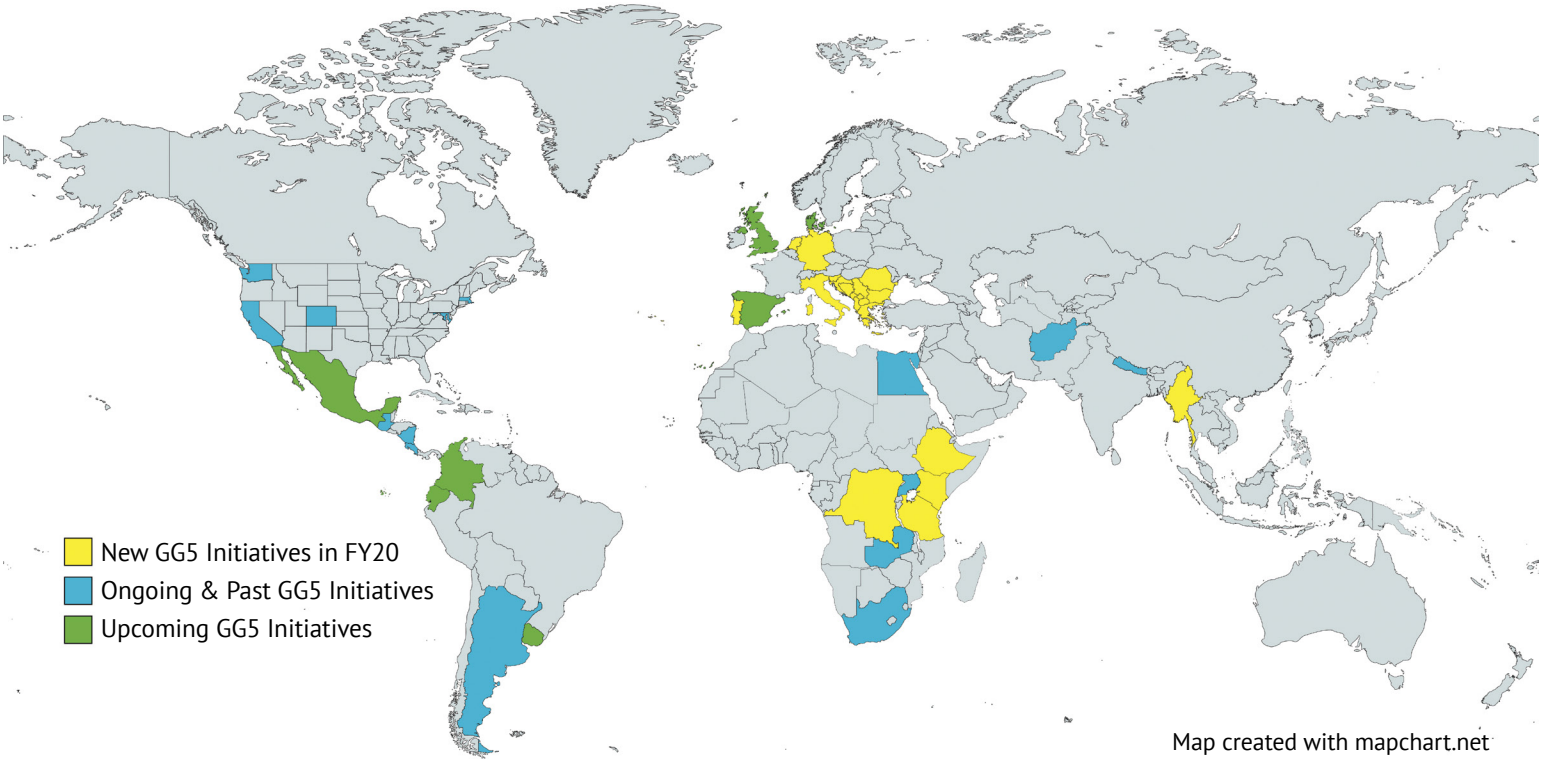 New GG5 Initiatives in FY20
Ongoing & Past GG5 Initiatives
Upcoming GG5 Initiatives
Map created with mapchart.net